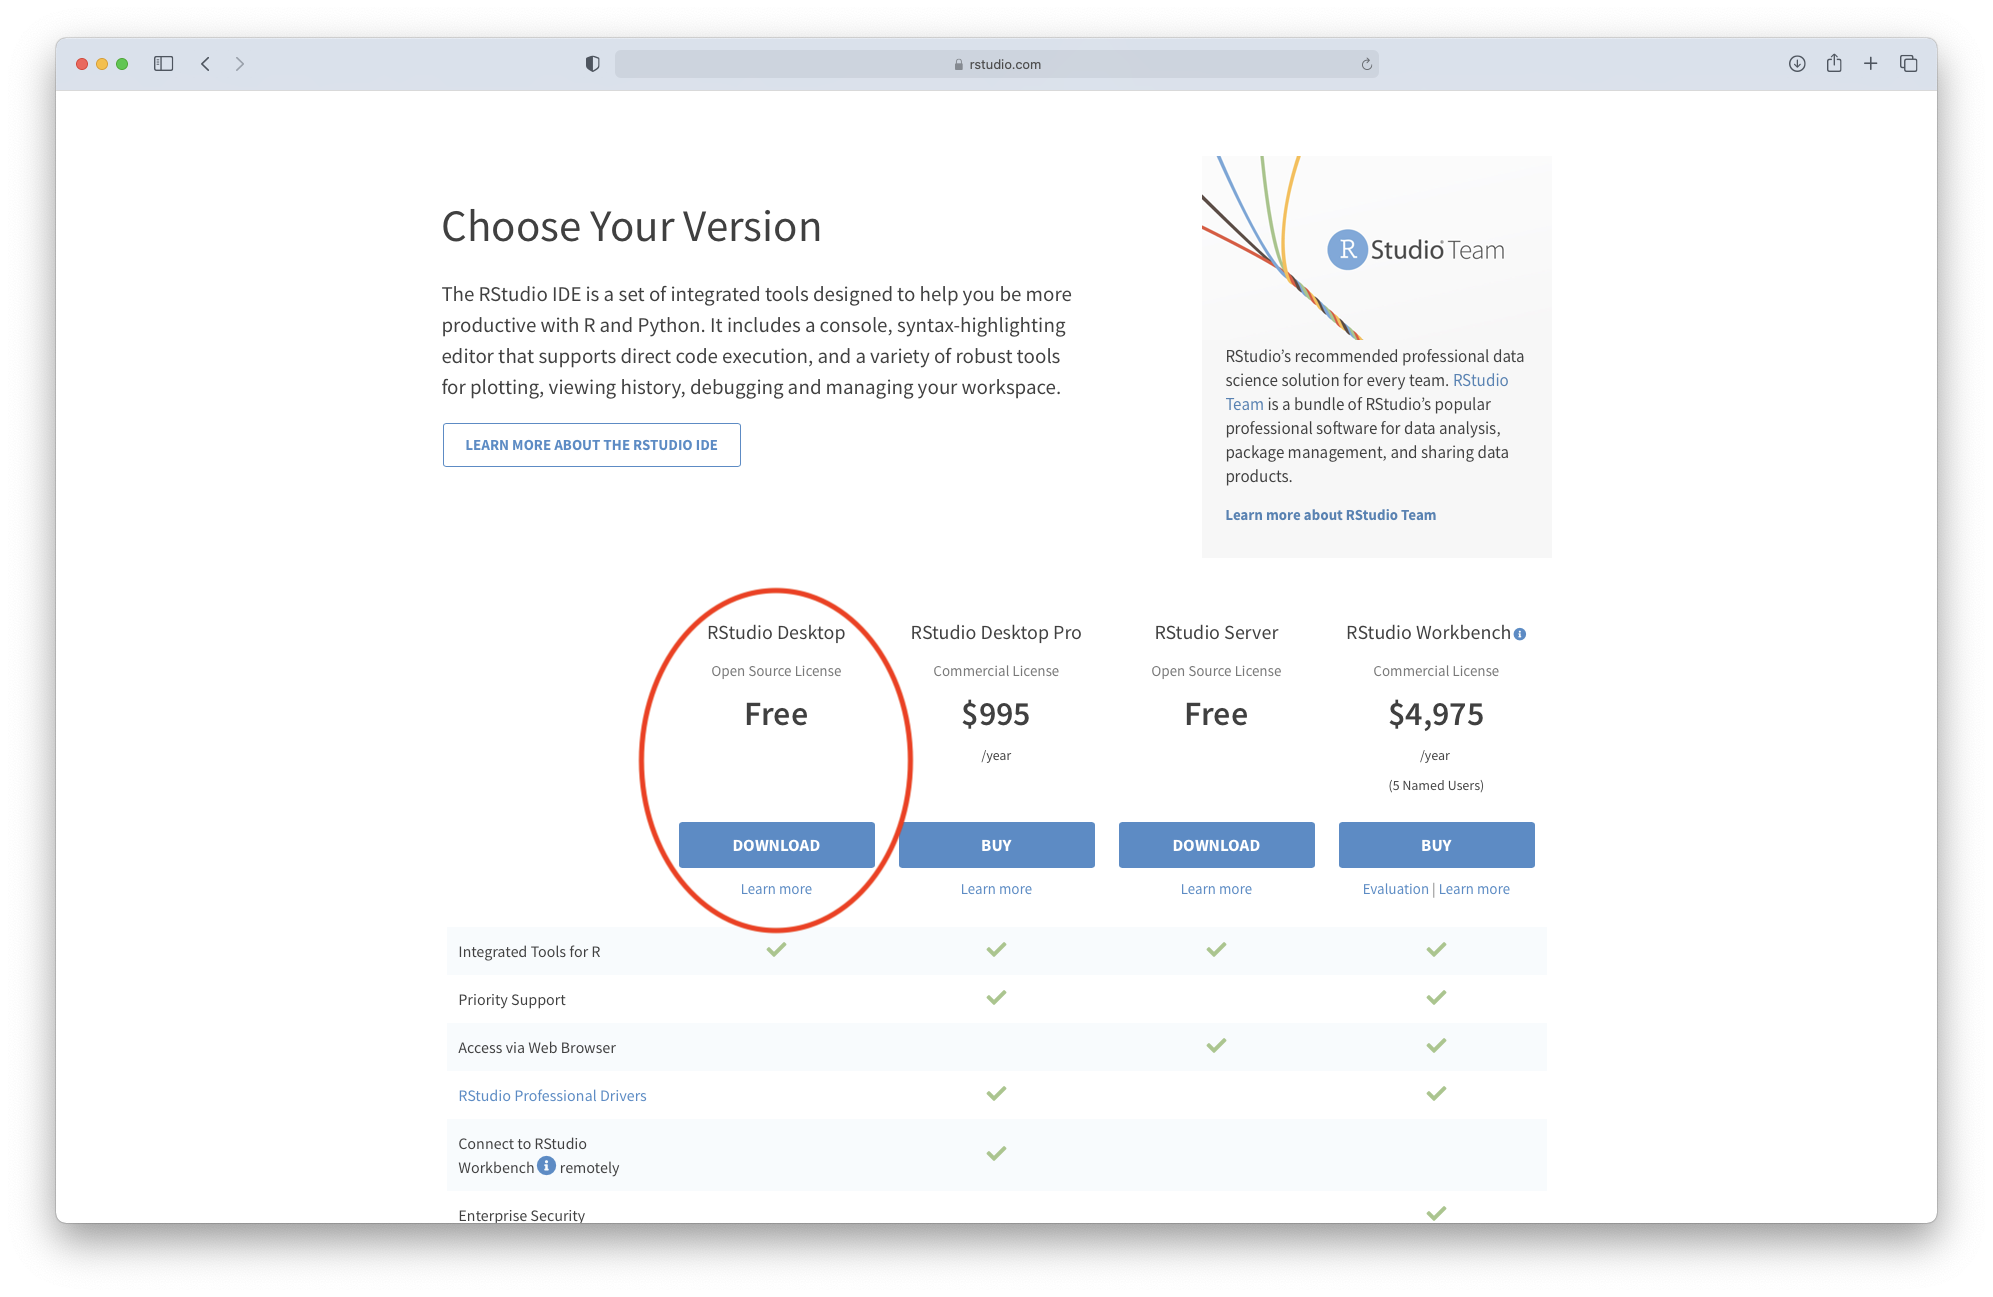 rstudio.com
Choose Your Version
The RStudio IDE is a set of integrated tools designed to help you be more
productive with R and Python. It includes a console, syntax-highlighting
editor that supports direct code execution, and a variety of robust tools
for plotting, viewing history, debugging and managing your workspace.
LEARN MORE ABOUT THE RSTUDIO IDE
R Studio® Team
RStudio’s recommended professional data
science solution for every team. RStudio
Team is a bundle of RStudio’s popular
professional software for data analysis,
package management, and sharing data
products.
Learn more about RStudio Team
RStudio Desktop RStudio Desktop Pro RStudio Server RStudio Workbench i
Open Source License Commercial License Open Source License Commercial License
Free $995 Free $4,975
/year /year
(5 Named Users)
DOWNLOAD BUY DOWNLOAD BUY
Learn more Learn more Learn more Evaluation | Learn more
Integrated Tools for R
Priority Support
Access via Web Browser
RStudio Professional Drivers
Connect to RStudio
Workbench i remotely
Enterprise Security